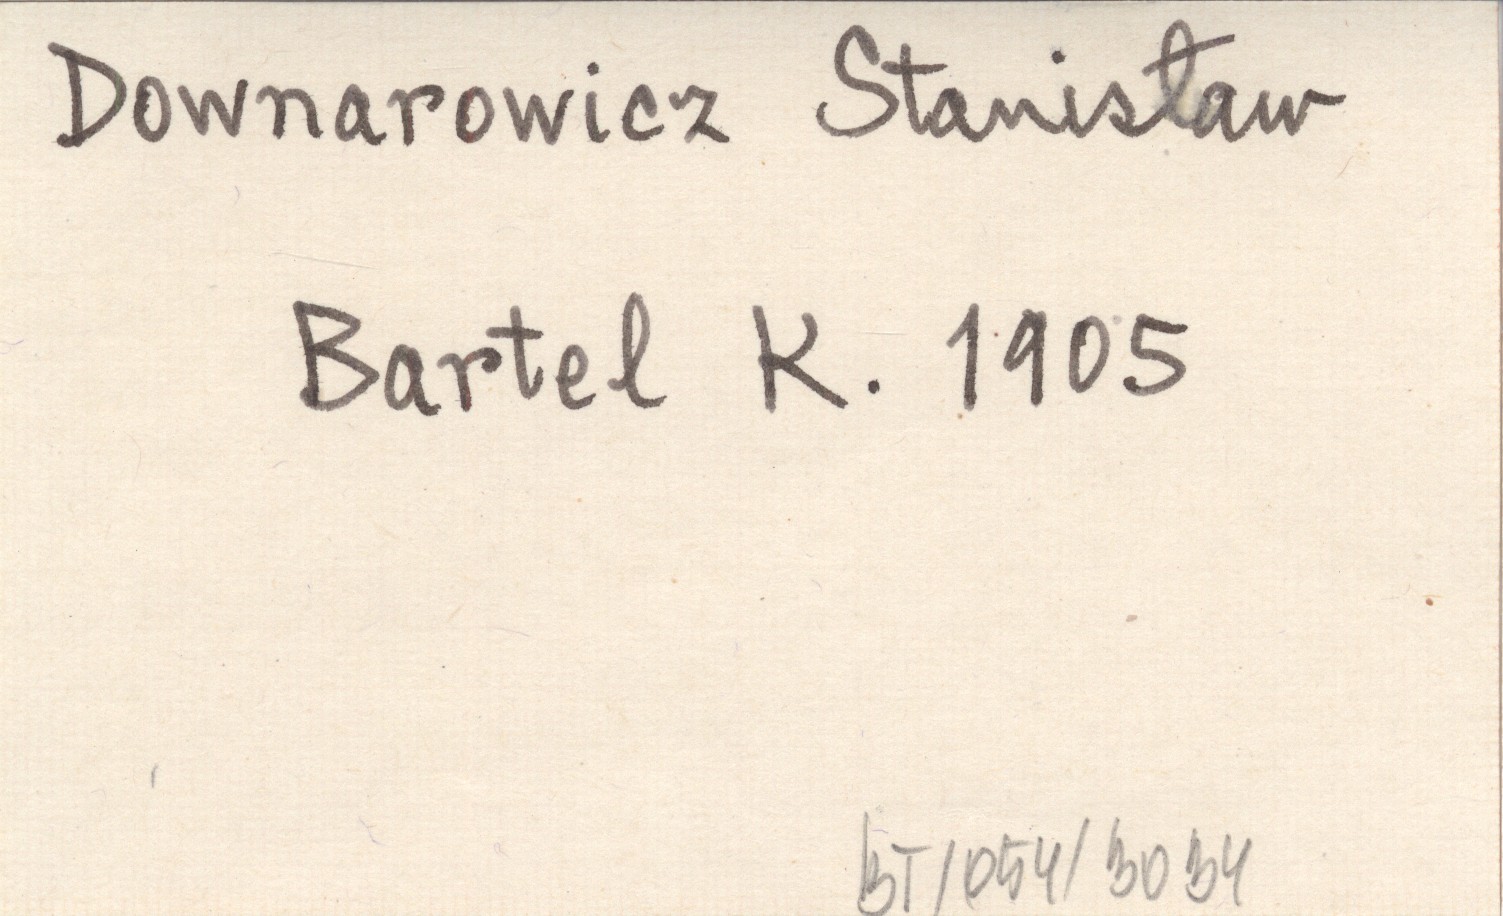 Downarowicz Stanisław
Bartel K. 1905
BT/054/3034